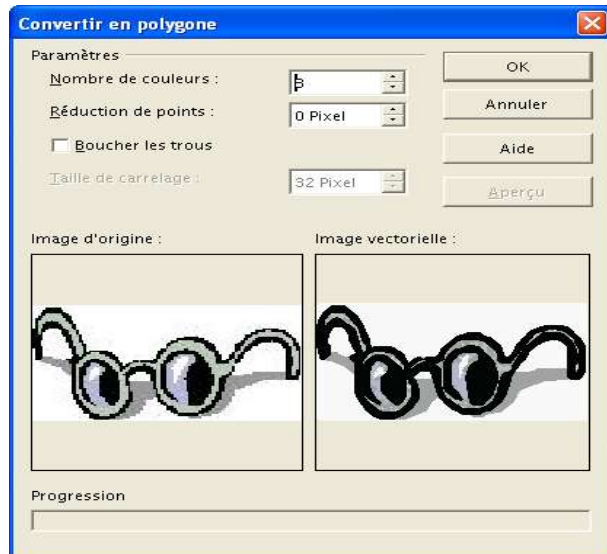 Convertir en polygone
Paramètres
OK
Nombre de couleurs :
Réduction de points :
0 Pixel
Annuler
Boucher les trous
Aide
Taille de carrelage :
32 Pixel
Aperçu
Image d'origine :
Image vectorielle :
Progression